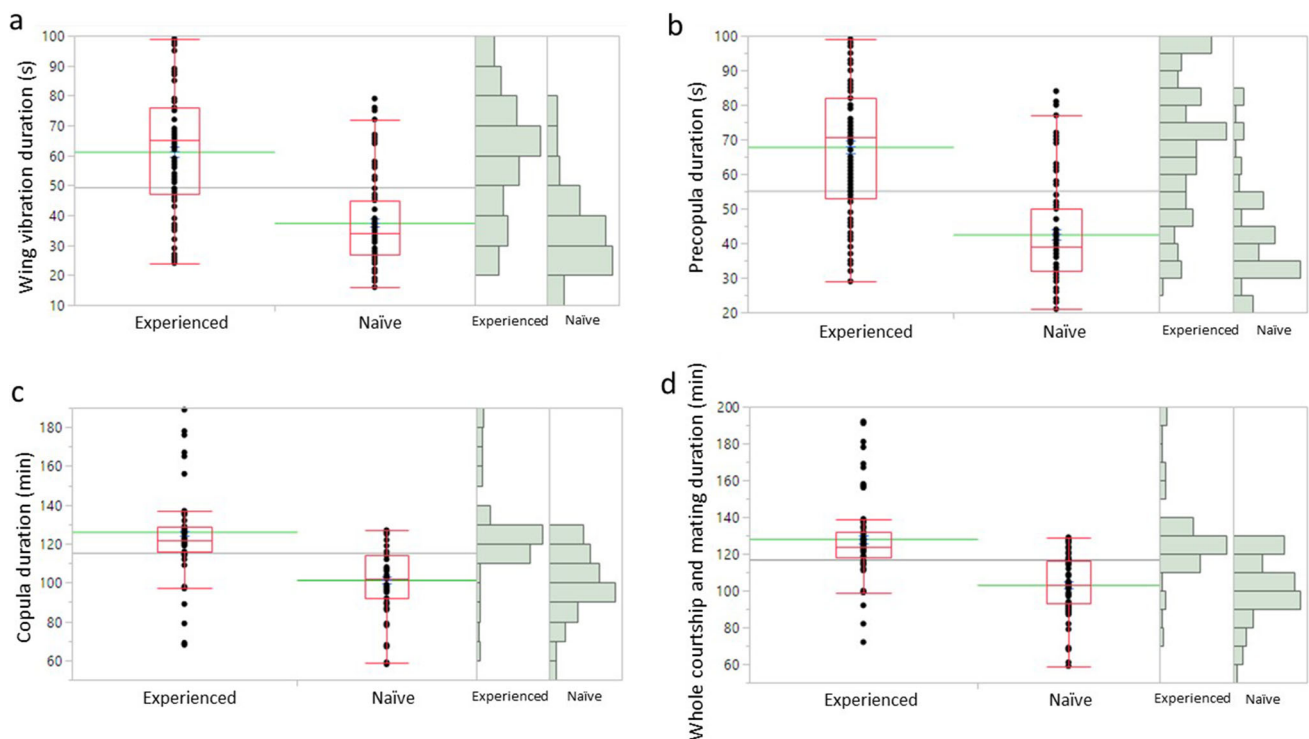 a
Wing vibration duration (s)
100
90
80
70
60
50
40
30
20
10
Experienced
Naïve
Experienced
Naïve
b
Precopula duration (s)
100
90
80
70
60
50
40
30
20
Experienced
Naïve
Experienced
Naïve
c
Copula duration (min)
180
160
140
120
100
80
60
Experienced
Naïve
Experienced
Naïve
d
Whole courtship and mating duration (min)
200
180
160
140
120
100
80
60
Experienced
Naïve
Experienced
Naïve